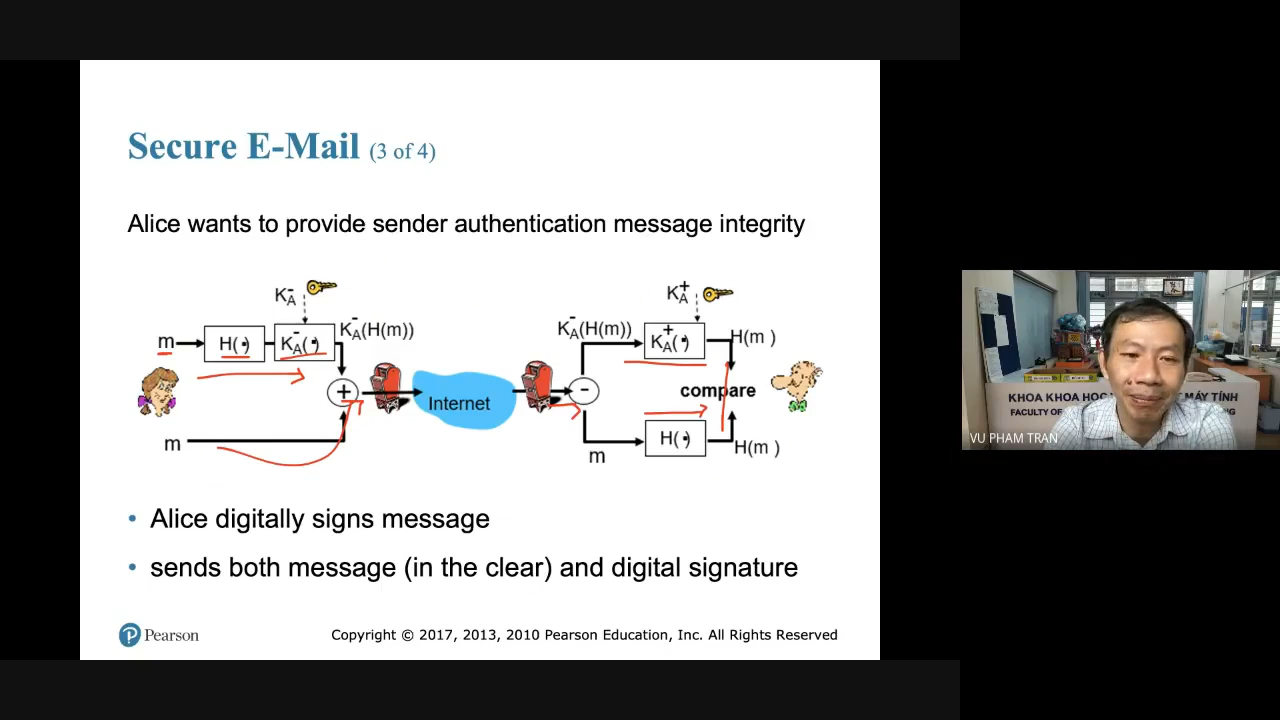 Secure E-Mail (3 of 4)
Alice wants to provide sender authentication message integrity
K⁻A
K⁺A
m
H(·)
K⁻A(·)
K⁻A(H(m))
K⁻A(H(m))
K⁺A(·)
H(m )
+
Internet
-
compare
m
m
H(·)
H(m )
• Alice digitally signs message
• sends both message (in the clear) and digital signature
P Pearson
Copyright © 2017, 2013, 2010 Pearson Education, Inc. All Rights Reserved
KHOA KHOA HỌC MÁY TÍNH
FACULTY OF
VU PHAM TRAN